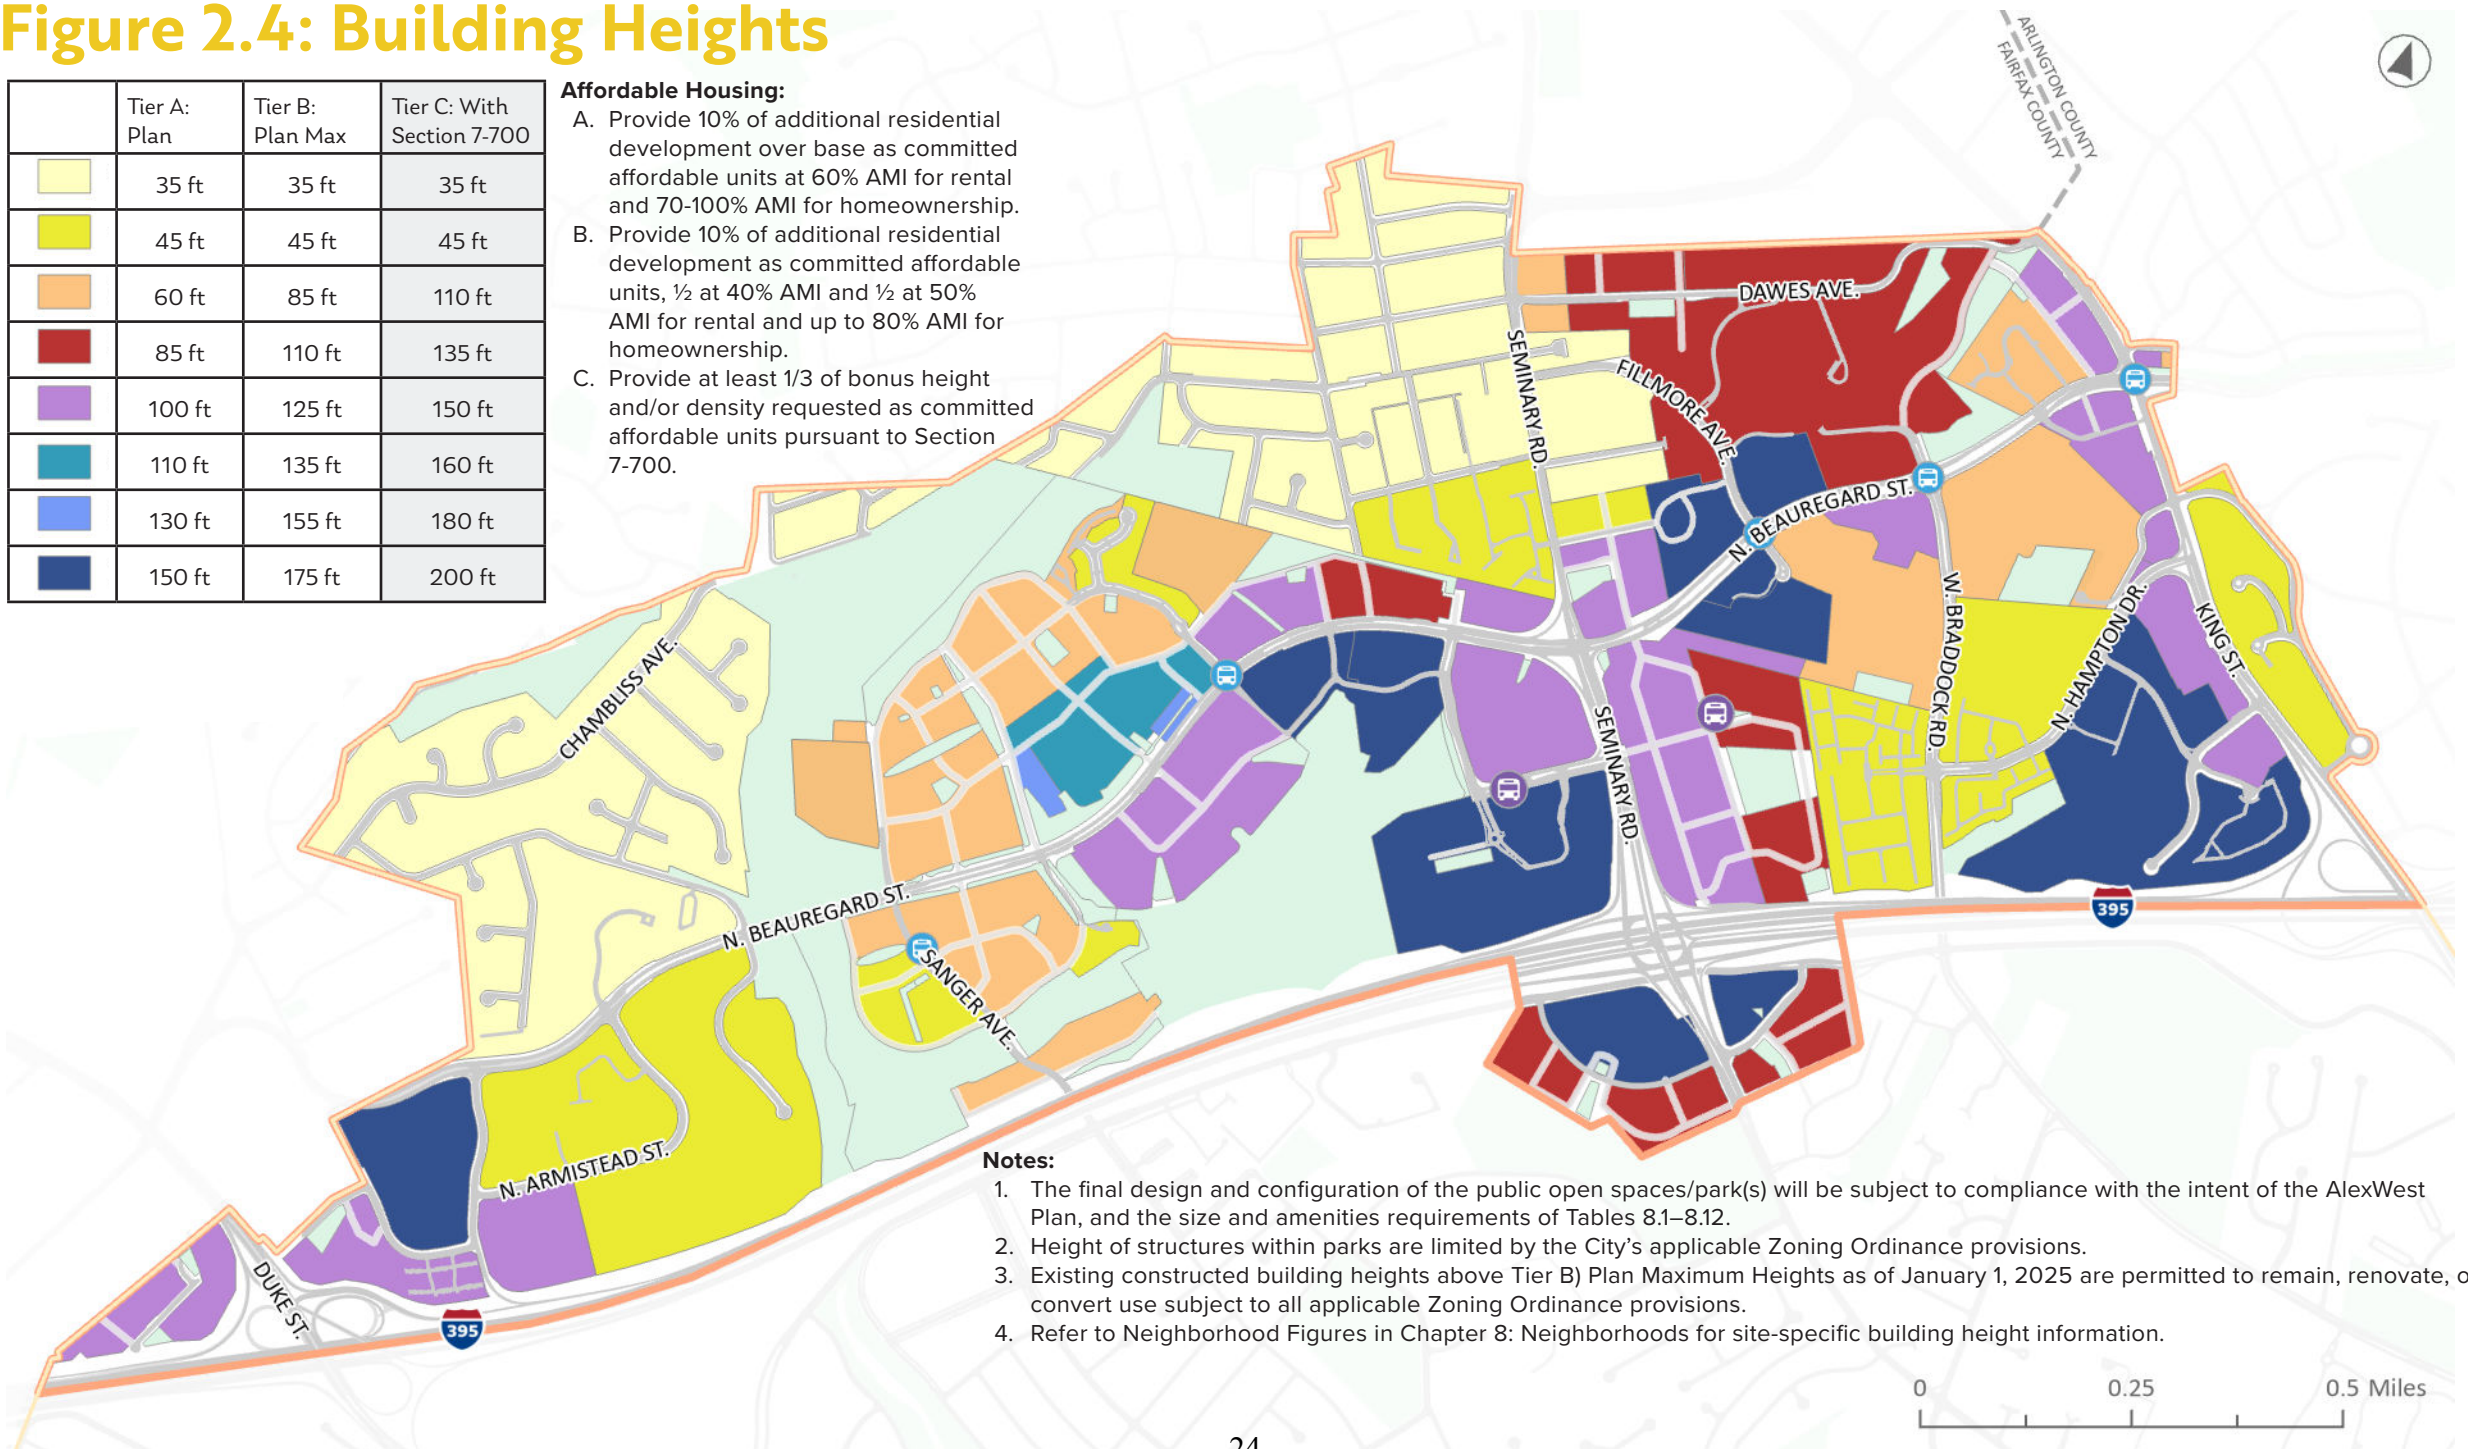 Figure 2.4: Building Heights
Tier A: Plan	Tier B: Plan Max	Tier C: With Section 7-700
35 ft	35 ft	35 ft
45 ft	45 ft	45 ft
60 ft	85 ft	110 ft
85 ft	110 ft	135 ft
100 ft	125 ft	150 ft
110 ft	135 ft	160 ft
130 ft	155 ft	180 ft
150 ft	175 ft	200 ft
Affordable Housing:
A. Provide 10% of additional residential
development over base as committed
affordable units at 60% AMI for rental
and 70-100% AMI for homeownership.
B. Provide 10% of additional residential
development as committed affordable
units, ½ at 40% AMI and ½ at 50%
AMI for rental and up to 80% AMI for
homeownership.
C. Provide at least 1/3 of bonus height
and/or density requested as committed
affordable units pursuant to Section
7-700.
ARLINGTON COUNTY
FAIRFAX COUNTY
DAWES AVE.
SEMINARY RD.
FILLMORE AVE.
N. BEAUREGARD ST.
W. BRADDOCK RD.
N. HAMPTON DR.
KING ST.
CHAMBLISS AVE.
SEMINARY RD.
N. BEAUREGARD ST.
SANGER AVE.
395
N. ARMISTEAD ST.
DUKE ST.
395
Notes:
1. The final design and configuration of the public open spaces/park(s) will be subject to compliance with the intent of the AlexWest
Plan, and the size and amenities requirements of Tables 8.1–8.12.
2. Height of structures within parks are limited by the City's applicable Zoning Ordinance provisions.
3. Existing constructed building heights above Tier B) Plan Maximum Heights as of January 1, 2025 are permitted to remain, renovate, o
convert use subject to all applicable Zoning Ordinance provisions.
4. Refer to Neighborhood Figures in Chapter 8: Neighborhoods for site-specific building height information.
0	0.25	0.5 Miles
24